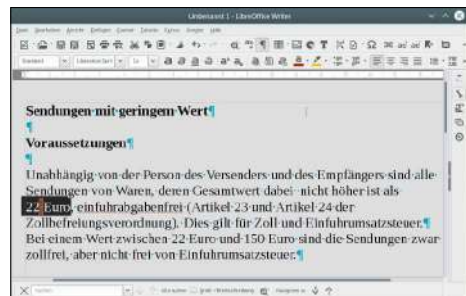 Unbenannt 1 - LibreOffice Writer
Sendungen mit geringem Wert¶
¶
Voraussetzungen¶
¶
Unabhängig von der Person des Versenders und des Empfängers sind alle
Sendungen von Waren, deren Gesamtwert dabei nicht höher ist als
22 Euro, einfuhrabgabenfrei (Artikel 23 und Artikel 24 der
Zollbefreiungsverordnung). Dies gilt für Zoll und Einfuhrumsatzsteuer.¶
Bei einem Wert zwischen 22 Euro und 150 Euro sind die Sendungen zwar
zollfrei, aber nicht frei von Einfuhrumsatzsteuer.¶